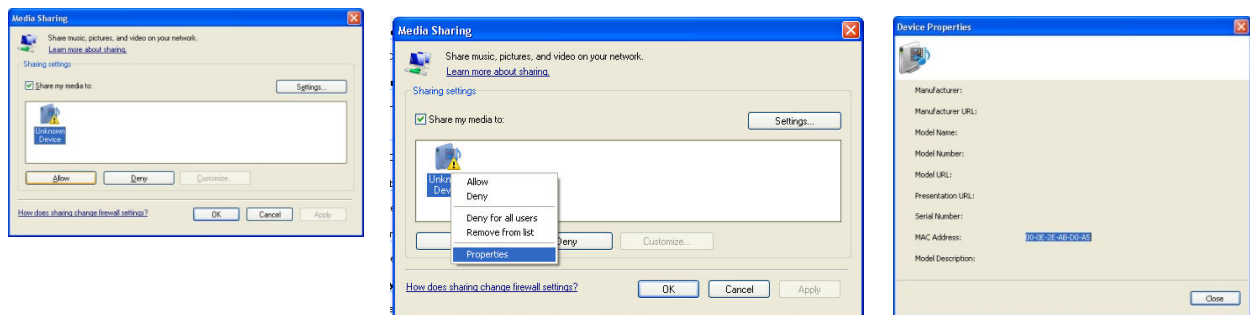 Media Sharing
Share music, pictures, and video on your network.
Learn more about sharing.
Sharing settings
Share my media to:
Settings...
Unknown
Device
Allow
Deny
Customize...
How does sharing change firewall settings?
OK
Cancel
Apply
Media Sharing
Share music, pictures, and video on your network.
Learn more about sharing.
Sharing settings
Share my media to:
Settings...
Allow
Deny
Deny for all users
Remove from list
Properties
Deny
Customize...
How does sharing change firewall settings?
OK
Cancel
Apply
Device Properties
Manufacturer:
Manufacturer URL:
Model Name:
Model Number:
Model URL:
Presentation URL:
Serial Number:
MAC Address: 00-0E-2E-AB-D0-A5
Model Description:
Close